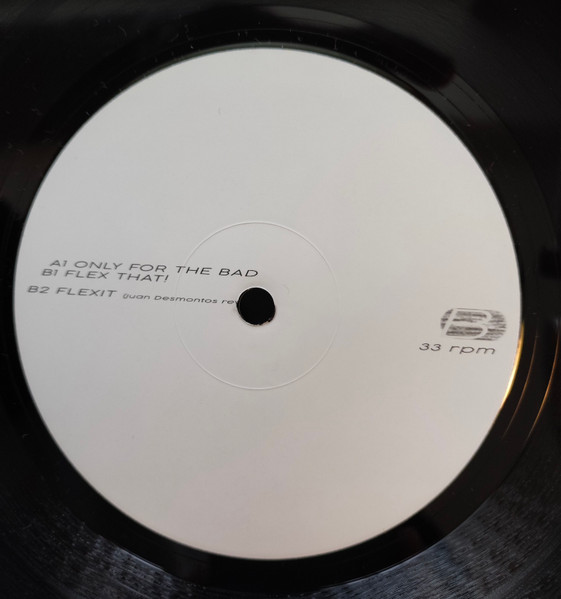 A1 ONLY FOR THE BAD
B1 FLEX THAT!
B2 FLEXIT (Juan Desmontos re
B
33 rpm